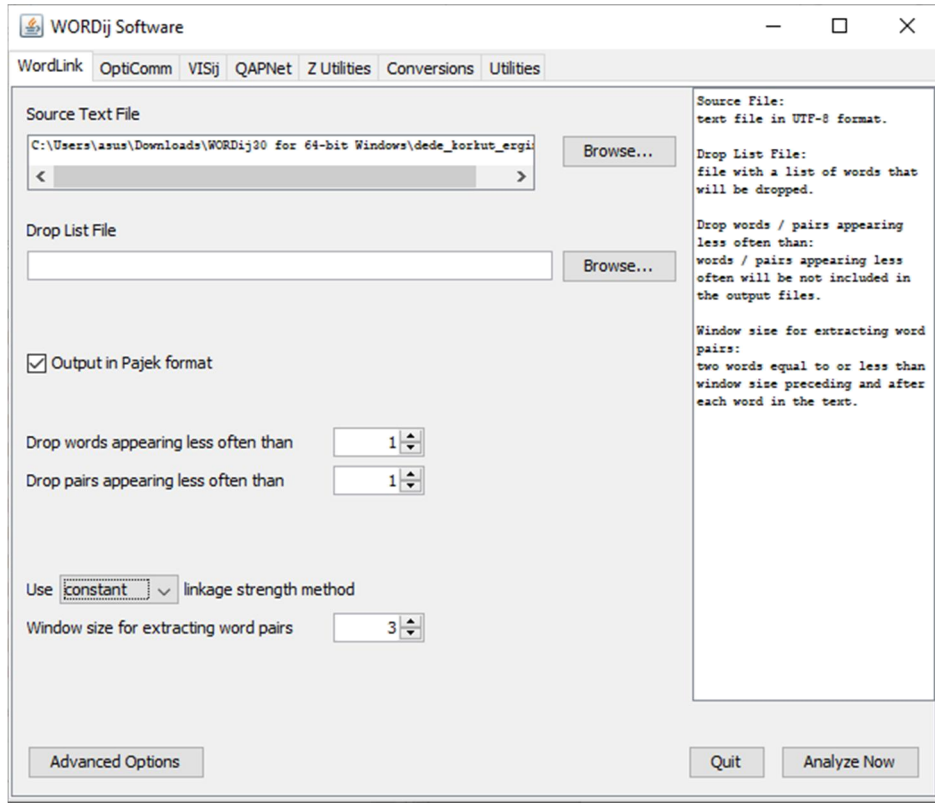 WORDij Software
WordLink OptiComm VISij QAPNet Z Utilities Conversions Utilities
Source Text File
C:\Users\asus\Downloads\WORDij30 for 64-bit Windows\dede_korkut_ergi
Browse...
Drop List File
Browse...
Output in Pajek format
Drop words appearing less often than 1
Drop pairs appearing less often than 1
Use constant linkage strength method
Window size for extracting word pairs 3
Advanced Options
Source File:
text file in UTF-8 format.
Drop List File:
file with a list of words that
will be dropped.
Drop words / pairs appearing
less often than:
words / pairs appearing less
often will be not included in
the output files.
Window size for extracting word
pairs:
two words equal to or less than
window size preceding and after
each word in the text.
Quit Analyze Now